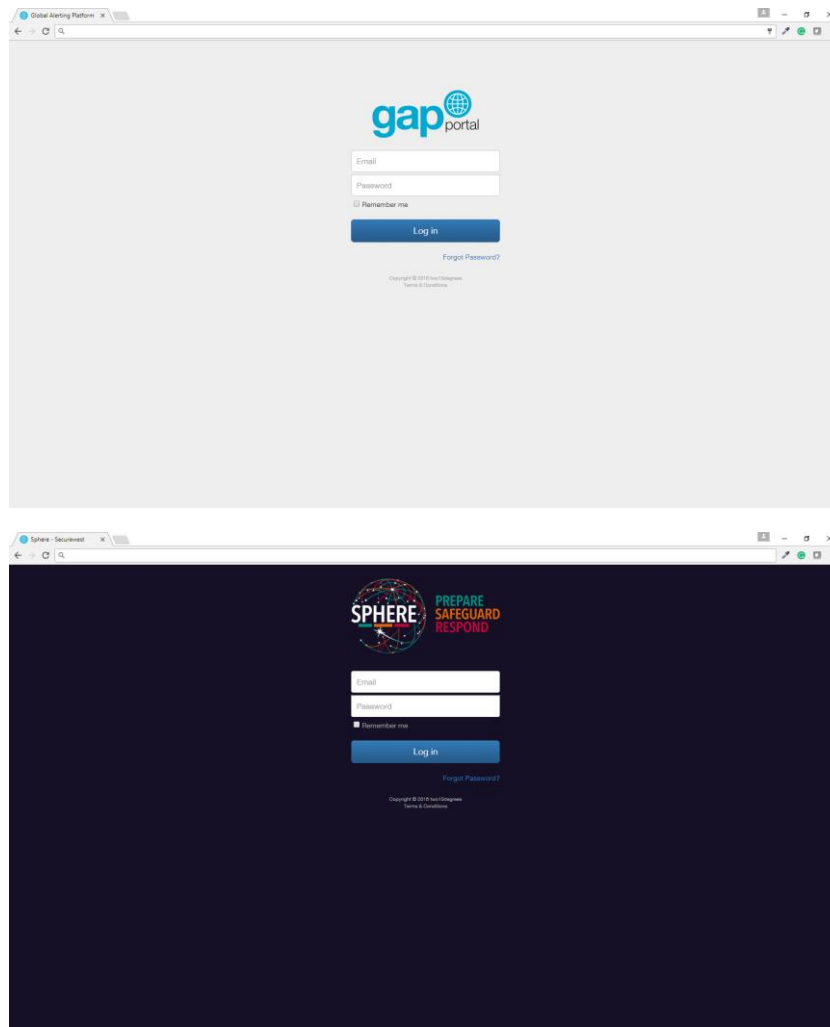 Global Alerting Platform
gap portal
Email
Password
Remember me
Log in
Forgot Password?
Terms & Conditions
Sphere - Securewest
SPHERE
PREPARE
SAFEGUARD
RESPOND
Email
Password
Remember me
Log in
Forgot Password?
Terms & Conditions